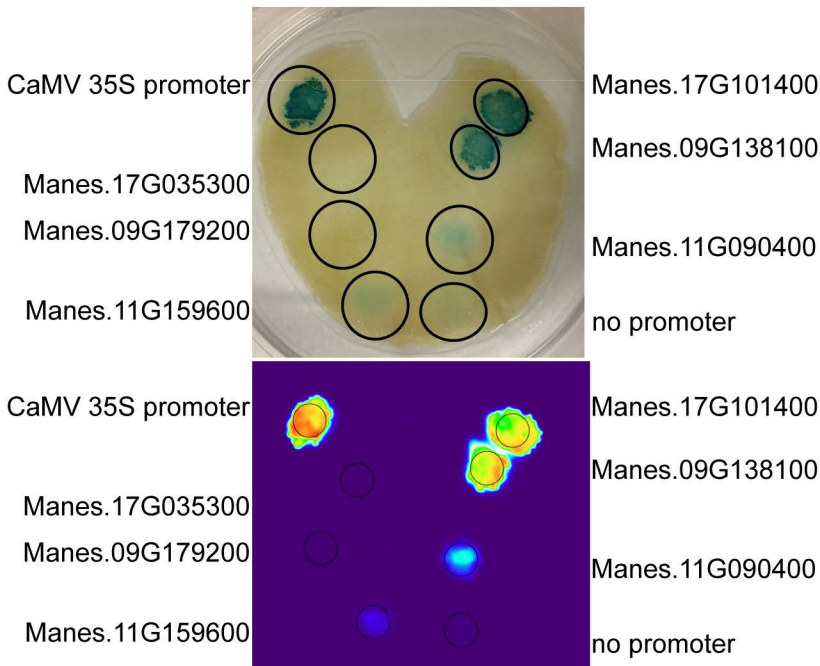 CaMV 35S promoter
Manes.17G035300
Manes.09G179200
Manes.11G159600
Manes.17G101400
Manes.09G138100
Manes.11G090400
no promoter
CaMV 35S promoter
Manes.17G035300
Manes.09G179200
Manes.11G159600
Manes.17G101400
Manes.09G138100
Manes.11G090400
no promoter